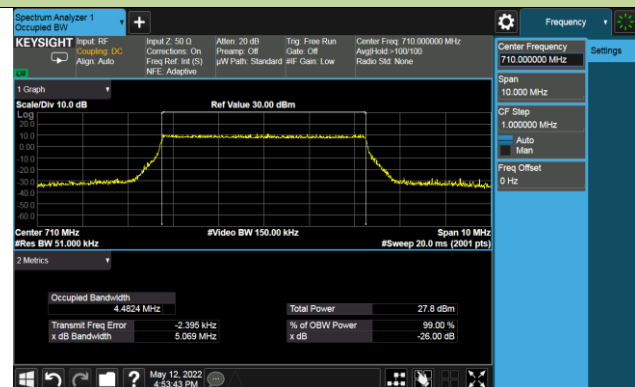 Spectrum Analyzer 1
Occupied BW
+
Frequency
KEYSIGHT
Input: RF
Coupling: DC
Align: Auto
Input Z: 50 Ω
Corrections: On
Freq Ref: Int (S)
NFE: Adaptive
Atten: 20 dB
Preamp: Off
µW Path: Standard
Trig: Free Run
Gate: Off
#IF Gain: Low
Center Freq: 710.000000 MHz
Avg|Hold:>100/100
Radio Std: None
Center Frequency
710.000000 MHz
Settings
Span
10.000 MHz
CF Step
1.000000 MHz
Auto
Man
Freq Offset
0 Hz
1 Graph
Scale/Div 10.0 dB
Ref Value 30.00 dBm
Log
20.0
10.0
0.00
-10.0
-20.0
-30.0
-40.0
-50.0
-60.0
Center 710 MHz
#Video BW 150.00 kHz
Span 10 MHz
#Res BW 51.000 kHz
#Sweep 20.0 ms (2001 pts)
2 Metrics
Occupied Bandwidth
4.4824 MHz
Total Power
27.8 dBm
Transmit Freq Error
-2.395 kHz
% of OBW Power
99.00 %
x dB Bandwidth
5.069 MHz
x dB
-26.00 dB
May 12, 2022
4:53:43 PM